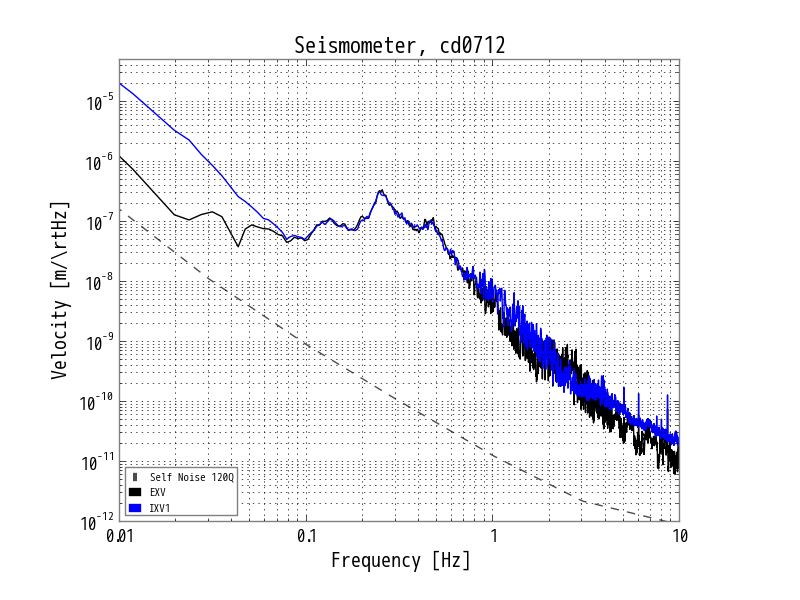 Seismometer, cd0712
Velocity [m/\rtHz]
10^-5
10^-6
10^-7
10^-8
10^-9
10^-10
10^-11
10^-12
Self Noise 120Q
EXV
IXV1
0.01 0.1 1 10
Frequency [Hz]